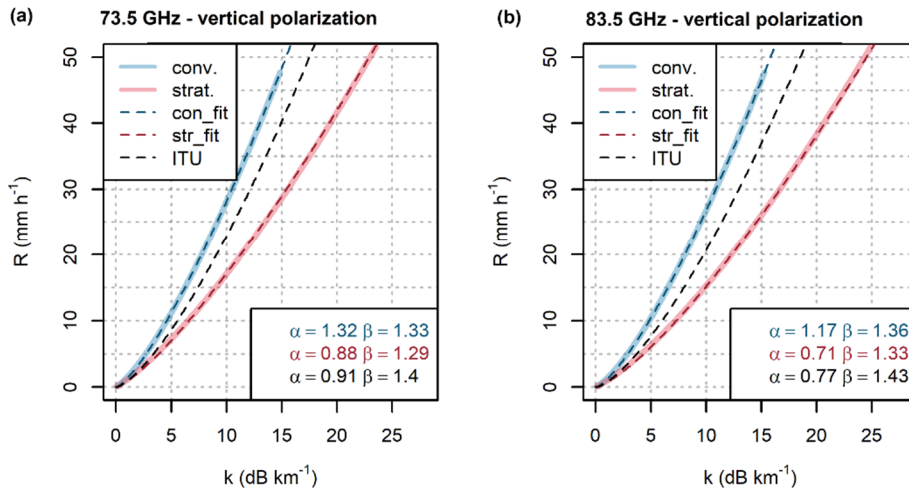 (a) 73.5 GHz - vertical polarization
conv.
strat.
con_fit
str_fit
ITU
R (mm h⁻¹)
50
40
30
20
10
0
α = 1.32 β = 1.33
α = 0.88 β = 1.29
α = 0.91 β = 1.4
0 5 10 15 20 25
k (dB km⁻¹)
(b) 83.5 GHz - vertical polarization
conv.
strat.
con_fit
str_fit
ITU
R (mm h⁻¹)
50
40
30
20
10
0
α = 1.17 β = 1.36
α = 0.71 β = 1.33
α = 0.77 β = 1.43
0 5 10 15 20 25
k (dB km⁻¹)